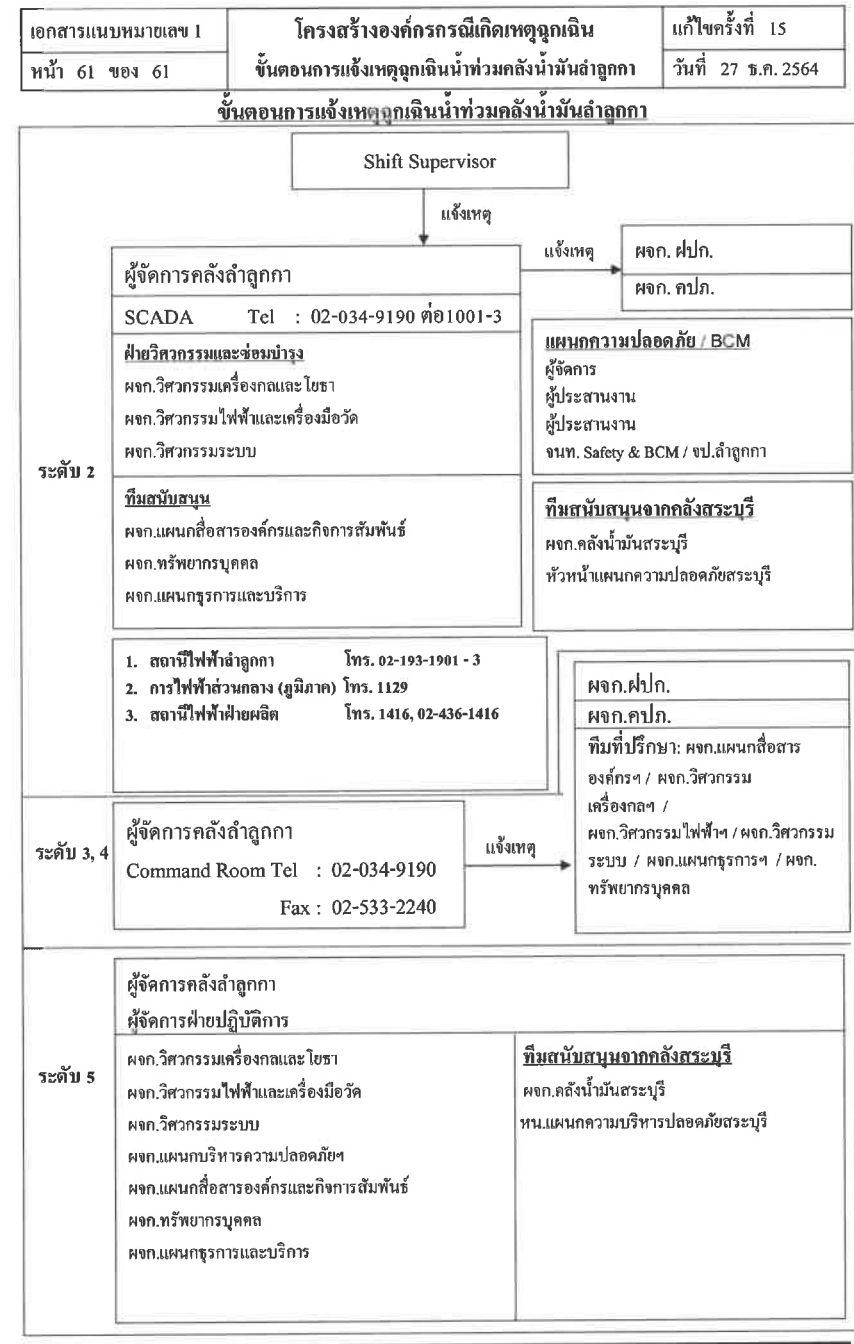 เอกสารแนบหมายเลข 1
โครงสร้างองค์กรกรณีเกิดเหตุฉุกเฉิน
แก้ไขครั้งที่ 15
หน้า 61 ของ 61
ขั้นตอนการแจ้งเหตุฉุกเฉินน้ำท่วมคลังน้ำมันลำลูกกา
วันที่ 27 ธ.ค. 2564
ขั้นตอนการแจ้งเหตุฉุกเฉินน้ำท่วมคลังน้ำมันลำลูกกา
Shift Supervisor
แจ้งเหตุ
ระดับ 2
ผู้จัดการคลังลำลูกกา
SCADA Tel : 02-034-9190 ต่อ1001-3
แจ้งเหตุ
ผจก. ฝปก.
ผจก. คปภ.
ฝ่ายวิศวกรรมและซ่อมบำรุง
ผจก.วิศวกรรมเครื่องกลและโยธา
ผจก.วิศวกรรมไฟฟ้าและเครื่องมือวัด
ผจก.วิศวกรรมระบบ
แผนกความปลอดภัย / BCM
ผู้จัดการ
ผู้ประสานงาน
ผู้ประสานงาน
จนท. Safety & BCM / จป.ลำลูกกา
ทีมสนับสนุน
ผจก.แผนกสื่อสารองค์กรและกิจการสัมพันธ์
ผจก.ทรัพยากรบุคคล
ผจก.แผนกธุรการและบริการ
ทีมสนับสนุนจากคลังสระบุรี
ผจก.คลังน้ำมันสระบุรี
หัวหน้าแผนกความปลอดภัยสระบุรี
1. สถานีไฟฟ้าลำลูกกา โทร. 02-193-1901 - 3
2. การไฟฟ้าส่วนกลาง (ภูมิภาค) โทร. 1129
3. สถานีไฟฟ้าฝ่ายผลิต โทร. 1416, 02-436-1416
ระดับ 3, 4
ผู้จัดการคลังลำลูกกา
Command Room Tel : 02-034-9190
Fax : 02-533-2240
แจ้งเหตุ
ผจก.ฝปก.
ผจก.คปภ.
ทีมที่ปรึกษา: ผจก.แผนกสื่อสาร
องค์กรฯ / ผจก.วิศวกรรม
เครื่องกลฯ /
ผจก.วิศวกรรมไฟฟ้าฯ / ผจก.วิศวกรรม
ระบบ / ผจก.แผนกธุรการฯ / ผจก.
ทรัพยากรบุคคล
ระดับ 5
ผู้จัดการคลังลำลูกกา
ผู้จัดการฝ่ายปฏิบัติการ
ผจก.วิศวกรรมเครื่องกลและโยธา
ผจก.วิศวกรรมไฟฟ้าและเครื่องมือวัด
ผจก.วิศวกรรมระบบ
ผจก.แผนกบริหารความปลอดภัยฯ
ผจก.แผนกสื่อสารองค์กรและกิจการสัมพันธ์
ผจก.ทรัพยากรบุคคล
ผจก.แผนกธุรการและบริการ
ทีมสนับสนุนจากคลังสระบุรี
ผจก.คลังน้ำมันสระบุรี
หน.แผนกความบริหารปลอดภัยสระบุรี